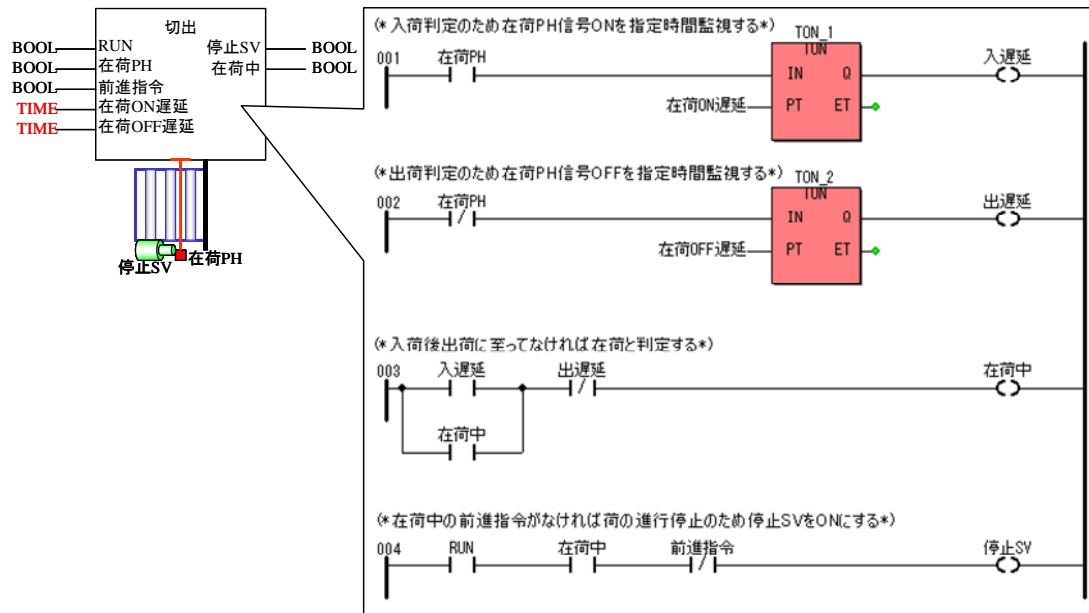 切出
BOOL RUN 停止SV BOOL
BOOL 在荷PH 在荷中 BOOL
BOOL 前進指令
TIME 在荷ON遅延
TIME 在荷OFF遅延
停止SV 在荷PH
(*入荷判定のため在荷PH信号ONを指定時間監視する*)
TON_1
001 在荷PH TON 入遅延
IN Q
在荷ON遅延 PT ET
(*出荷判定のため在荷PH信号OFFを指定時間監視する*)
TON_2
002 在荷PH TON 出遅延
IN Q
在荷OFF遅延 PT ET
(*入荷後出荷に至ってなければ在荷と判定する*)
003 入遅延 出遅延 在荷中
在荷中
(*在荷中の前進指令がなければ荷の進行停止のため停止SVをONにする*)
004 RUN 在荷中 前進指令 停止SV